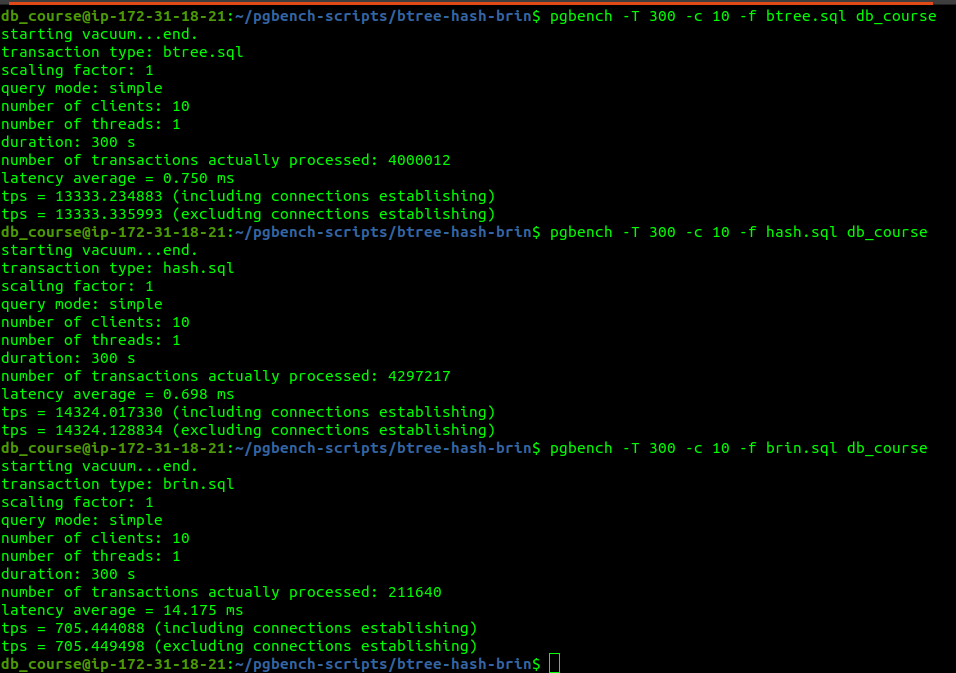 db_course@ip-172-31-18-21:~/pgbench-scripts/btree-hash-brin$ pgbench -T 300 -c 10 -f btree.sql db_course
starting vacuum...end.
transaction type: btree.sql
scaling factor: 1
query mode: simple
number of clients: 10
number of threads: 1
duration: 300 s
number of transactions actually processed: 4000012
latency average = 0.750 ms
tps = 13333.234883 (including connections establishing)
tps = 13333.335993 (excluding connections establishing)
db_course@ip-172-31-18-21:~/pgbench-scripts/btree-hash-brin$ pgbench -T 300 -c 10 -f hash.sql db_course
starting vacuum...end.
transaction type: hash.sql
scaling factor: 1
query mode: simple
number of clients: 10
number of threads: 1
duration: 300 s
number of transactions actually processed: 4297217
latency average = 0.698 ms
tps = 14324.017330 (including connections establishing)
tps = 14324.128834 (excluding connections establishing)
db_course@ip-172-31-18-21:~/pgbench-scripts/btree-hash-brin$ pgbench -T 300 -c 10 -f brin.sql db_course
starting vacuum...end.
transaction type: brin.sql
scaling factor: 1
query mode: simple
number of clients: 10
number of threads: 1
duration: 300 s
number of transactions actually processed: 211640
latency average = 14.175 ms
tps = 705.444088 (including connections establishing)
tps = 705.449498 (excluding connections establishing)
db_course@ip-172-31-18-21:~/pgbench-scripts/btree-hash-brin$